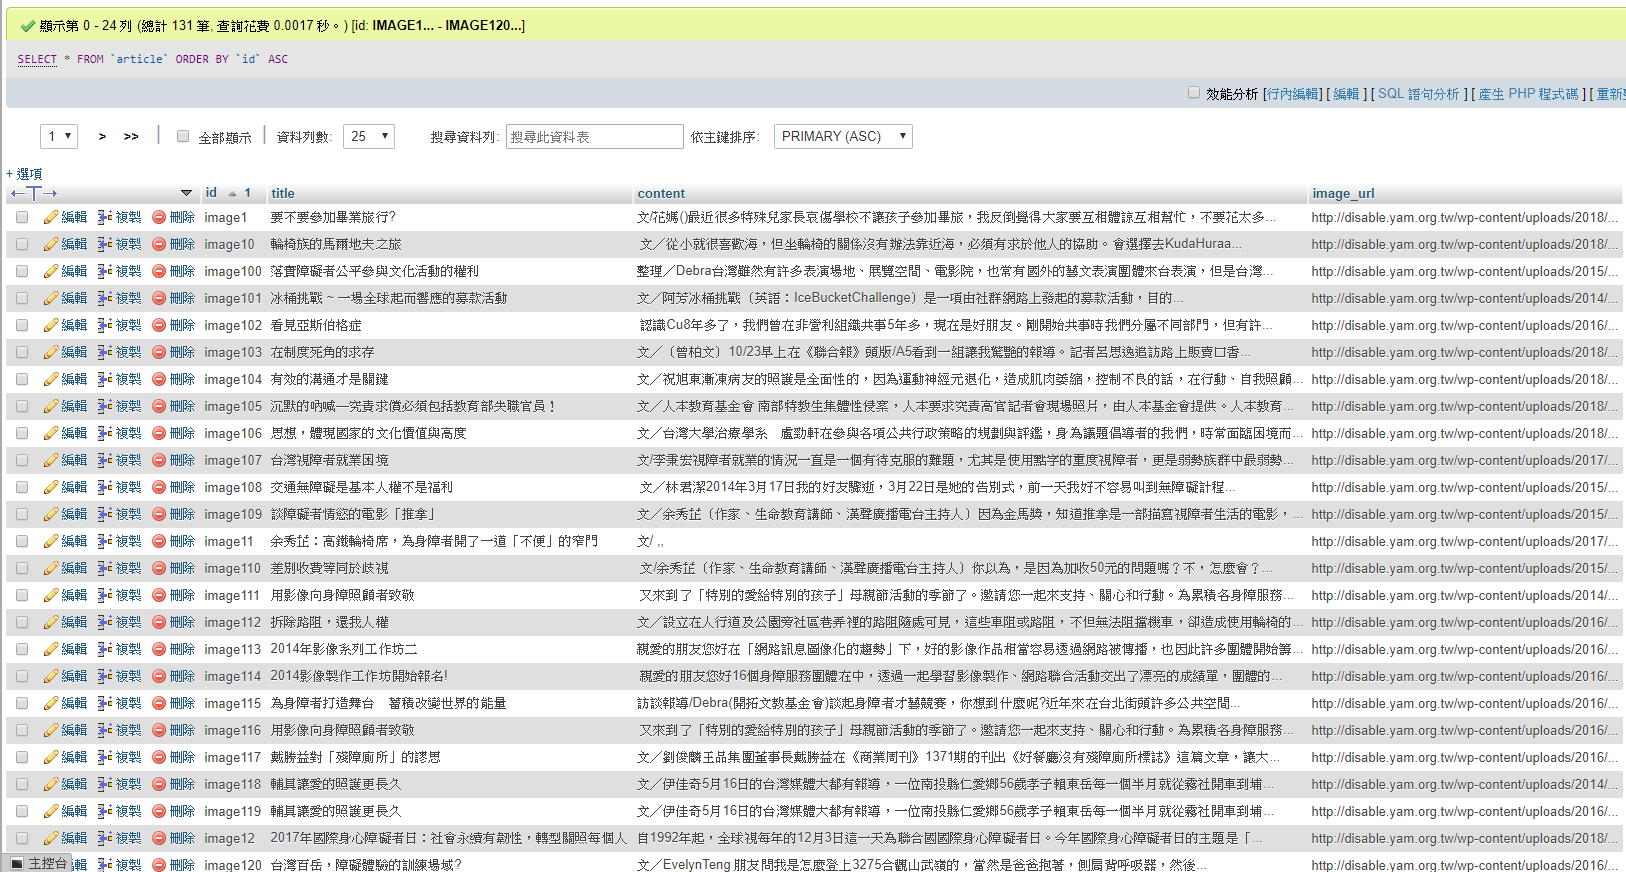 顯示第 0 - 24 列 (總計 131 筆, 查詢花費 0.0017 秒。) [id: IMAGE1... - IMAGE120...]
SELECT * FROM `article` ORDER BY `id` ASC
效能分析 [行內編輯] [ 編輯 ] [ SQL 語句分析 ] [ 產生 PHP 程式碼 ] [ 重新整
1 > >> 全部顯示 資料列數: 25 搜尋資料列: 搜尋此資料表 依主鍵排序: PRIMARY (ASC)
+ 選項
←T→ id 1 title content image_url
編輯 複製 刪除 image1 要不要參加畢業旅行? 文/花媽()最近很多特殊兒家長哀傷學校不讓孩子參加畢旅，我反倒覺得大家要互相體諒互相幫忙，不要花太多... http://disable.yam.org.tw/wp-content/uploads/2018/...
編輯 複製 刪除 image10 輪椅族的馬爾地夫之旅 文／從小就很喜歡海，但坐輪椅的關係沒有辦法靠近海，必須有求於他人的協助。會選擇去KudaHuraa... http://disable.yam.org.tw/wp-content/uploads/2018/...
編輯 複製 刪除 image100 落實障礙者公平參與文化活動的權利 整理／Debra台灣雖然有許多表演場地、展覽空間、電影院，也常有國外的藝文表演團體來台表演，但是台灣... http://disable.yam.org.tw/wp-content/uploads/2015/...
編輯 複製 刪除 image101 冰桶挑戰 ~ 一場全球起而響應的募款活動 文／阿芳冰桶挑戰（英語：IceBucketChallenge）是一項由社群網路上發起的募款活動，目的... http://disable.yam.org.tw/wp-content/uploads/2014/...
編輯 複製 刪除 image102 看見亞斯伯格症 認識Cu8年多了，我們曾在非營利組織共事5年多，現在是好朋友。剛開始共事時我們分屬不同部門，但有許... http://disable.yam.org.tw/wp-content/uploads/2016/...
編輯 複製 刪除 image103 在制度死角的求存 文／（曾柏文）10/23早上在《聯合報》頭版/A5看到一組讓我驚艷的報導。記者呂思逸追訪路上販賣口香... http://disable.yam.org.tw/wp-content/uploads/2018/...
編輯 複製 刪除 image104 有效的溝通才是關鍵 文／祝旭東漸凍病友的照護是全面性的，因為運動神經元退化，造成肌肉萎縮，控制不良的話，在行動、自我照顧... http://disable.yam.org.tw/wp-content/uploads/2018/...
編輯 複製 刪除 image105 沉默的吶喊—究責求償必須包括教育部失職官員！ 文／人本教育基金會 南部特教生集體性侵案，人本要求究責高官記者會現場照片，由人本基金會提供。人本教育... http://disable.yam.org.tw/wp-content/uploads/2018/...
編輯 複製 刪除 image106 思想，體現國家的文化價值與高度 文／台灣大學治療學系　盧勁軒在參與各項公共行政策略的規劃與評鑑，身為議題倡導者的我們，時常面臨困境而... http://disable.yam.org.tw/wp-content/uploads/2018/...
編輯 複製 刪除 image107 台灣視障者就業困境 文/李秉宏視障者就業的情況一直是一個有待克服的難題，尤其是使用點字的重度視障者，更是弱勢族群中最弱勢... http://disable.yam.org.tw/wp-content/uploads/2017/...
編輯 複製 刪除 image108 交通無障礙是基本人權不是福利 文／林君潔2014年3月17日我的好友驟逝，3月22日是她的告別式，前一天我好不容易叫到無障礙計程... http://disable.yam.org.tw/wp-content/uploads/2015/...
編輯 複製 刪除 image109 談障礙者情慾的電影「推拿」 文／余秀芷（作家、生命教育講師、漢聲廣播電台主持人）因為金馬獎，知道推拿是一部描寫視障者生活的電影，... http://disable.yam.org.tw/wp-content/uploads/2015/...
編輯 複製 刪除 image11 余秀芷：高鐵輪椅席，為身障者開了一道「不便」的窄門 文/ ,, http://disable.yam.org.tw/wp-content/uploads/2017/...
編輯 複製 刪除 image110 差別收費等同於歧視 文/余秀芷（作家、生命教育講師、漢聲廣播電台主持人）你以為，是因為加收50元的問題嗎？不，怎麼會？... http://disable.yam.org.tw/wp-content/uploads/2015/...
編輯 複製 刪除 image111 用影像向身障照顧者致敬 又來到了「特別的愛給特別的孩子」母親節活動的季節了。邀請您一起來支持、關心和行動。為累積各身障服務... http://disable.yam.org.tw/wp-content/uploads/2014/...
編輯 複製 刪除 image112 拆除路阻，還我人權 文／設立在人行道及公園旁社區巷弄裡的路阻隨處可見，這些車阻或路阻，不但無法阻擋機車，卻造成使用輪椅的... http://disable.yam.org.tw/wp-content/uploads/2016/...
編輯 複製 刪除 image113 2014年影像系列工作坊二 親愛的朋友您好在「網路訊息圖像化的趨勢」下，好的影像作品相當容易透過網路被傳播，也因此許多團體開始籌... http://disable.yam.org.tw/wp-content/uploads/2016/...
編輯 複製 刪除 image114 2014影像製作工作坊開始報名! 親愛的朋友您好16個身障服務團體在中，透過一起學習影像製作、網路聯合活動交出了漂亮的成績單，團體的... http://disable.yam.org.tw/wp-content/uploads/2016/...
編輯 複製 刪除 image115 為身障者打造舞台　蓄積改變世界的能量 訪談報導/Debra(開拓文教基金會)談起身障者才藝競賽，你想到什麼呢?近年來在台北街頭許多公共空間... http://disable.yam.org.tw/wp-content/uploads/2016/...
編輯 複製 刪除 image116 用影像向身障照顧者致敬 又來到了「特別的愛給特別的孩子」母親節活動的季節了。邀請您一起來支持、關心和行動。為累積各身障服務... http://disable.yam.org.tw/wp-content/uploads/2016/...
編輯 複製 刪除 image117 戴勝益對「殘障廁所」的謬思 文／劉俊麟王品集團董事長戴勝益在《商業周刊》1371期的刊出《好餐廳沒有殘障廁所標誌》這篇文章，讓大... http://disable.yam.org.tw/wp-content/uploads/2016/...
編輯 複製 刪除 image118 輔具讓愛的照護更長久 文／伊佳奇5月16日的台灣媒體大都有報導，一位南投縣仁愛鄉56歲孝子賴東岳每一個半月就從霧社開車到埔... http://disable.yam.org.tw/wp-content/uploads/2014/...
編輯 複製 刪除 image119 輔具讓愛的照護更長久 文／伊佳奇5月16日的台灣媒體大都有報導，一位南投縣仁愛鄉56歲孝子賴東岳每一個半月就從霧社開車到埔... http://disable.yam.org.tw/wp-content/uploads/2016/...
編輯 複製 刪除 image12 2017年國際身心障礙者日：社會永續有韌性，轉型關照每個人 自1992年起，全球視每年的12月3日這一天為聯合國國際身心障礙者日。今年國際身心障礙者日的主題是「... http://disable.yam.org.tw/wp-content/uploads/2018/...
主控台 輯 複製 刪除 image120 台灣百岳，障礙體驗的訓練場域? 文／EvelynTeng 朋友問我是怎麼登上3275合觀山武嶺的，當然是爸爸抱著，側肩背呼吸器，然後... http://disable.yam.org.tw/wp-content/uploads/2016/...